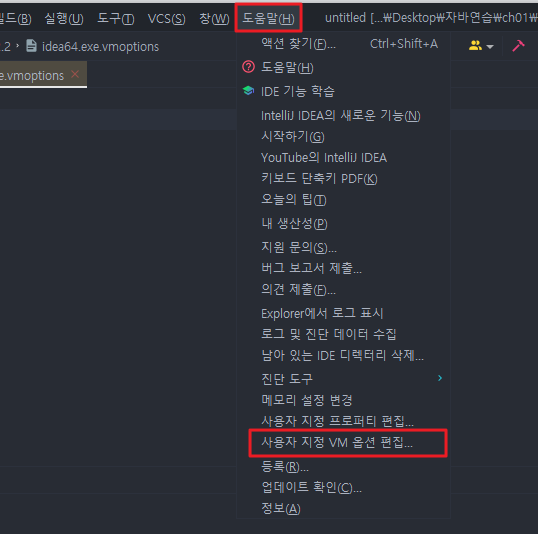 빌드(B) 실행(U) 도구(T) VCS(S) 창(W) 도움말(H) untitled [...₩Desktop₩자바연습₩ch01₩
.2 idea64.exe.vmoptions
e.vmoptions
액션 찾기(F)... Ctrl+Shift+A
도움말(H)
IDE 기능 학습
IntelliJ IDEA의 새로운 기능(N)
시작하기(G)
YouTube의 IntelliJ IDEA
키보드 단축키 PDF(K)
오늘의 팁(T)
내 생산성(P)
지원 문의(S)...
버그 보고서 제출...
의견 제출(F)...
Explorer에서 로그 표시
로그 및 진단 데이터 수집
남아 있는 IDE 디렉터리 삭제...
진단 도구
메모리 설정 변경
사용자 지정 프로퍼티 편집...
사용자 지정 VM 옵션 편집...
등록(R)...
업데이트 확인(C)...
정보(A)